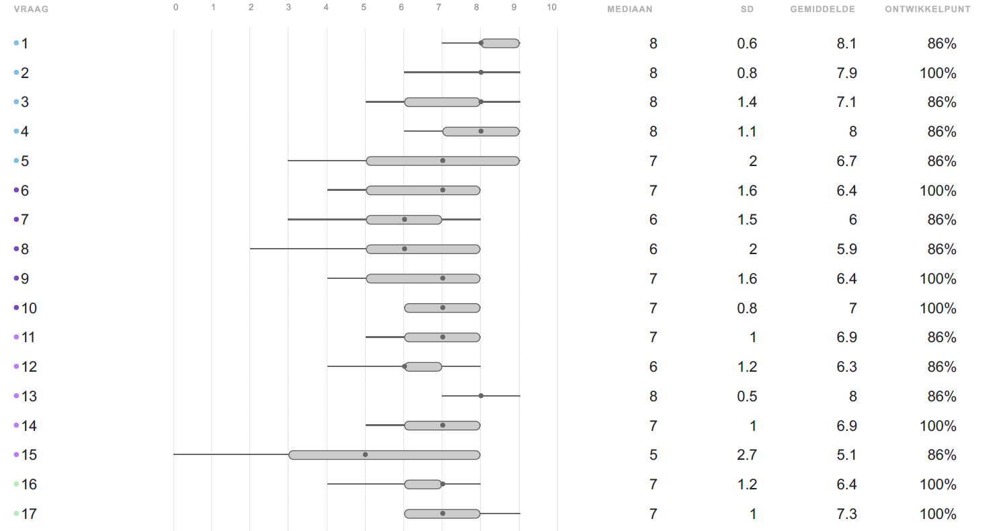 VRAAG 0 1 2 3 4 5 6 7 8 9 10 MEDIAAN SD GEMIDDELDE ONTWIKKELPUNT
1 8 0.6 8.1 86%
2 8 0.8 7.9 100%
3 8 1.4 7.1 86%
4 8 1.1 8 86%
5 7 2 6.7 86%
6 7 1.6 6.4 100%
7 6 1.5 6 86%
8 6 2 5.9 86%
9 7 1.6 6.4 100%
10 7 0.8 7 100%
11 7 1 6.9 86%
12 6 1.2 6.3 86%
13 8 0.5 8 86%
14 7 1 6.9 100%
15 5 2.7 5.1 86%
16 7 1.2 6.4 100%
17 7 1 7.3 100%